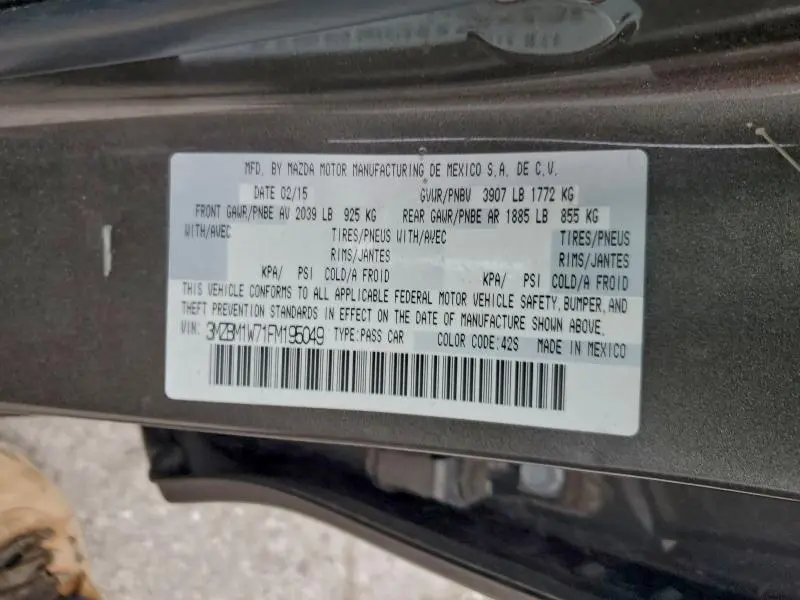 MFD. BY MAZDA MOTOR MANUFACTURING DE MEXICO S.A. DE C.V.
DATE 02/15 GVWR/PNBV 3907 LB 1772 KG
FRONT GAWR/PNBE AV 2039 LB 925 KG REAR GAWR/PNBE AR 1885 LB 855 KG
WITH/AVEC TIRES/PNEUS WITH/AVEC TIRES/PNEUS
RIMS/JANTES RIMS/JANTES
KPA/ PSI COLD/A FROID KPA/ PSI COLD/A FROID
THIS VEHICLE CONFORMS TO ALL APPLICABLE FEDERAL MOTOR VEHICLE SAFETY, BUMPER, AND
THEFT PREVENTION STANDARDS IN EFFECT ON THE DATE OF MANUFACTURE SHOWN ABOVE.
VIN: 3MZBM1W71FM195049 TYPE:PASS CAR COLOR CODE:42S MADE IN MEXICO